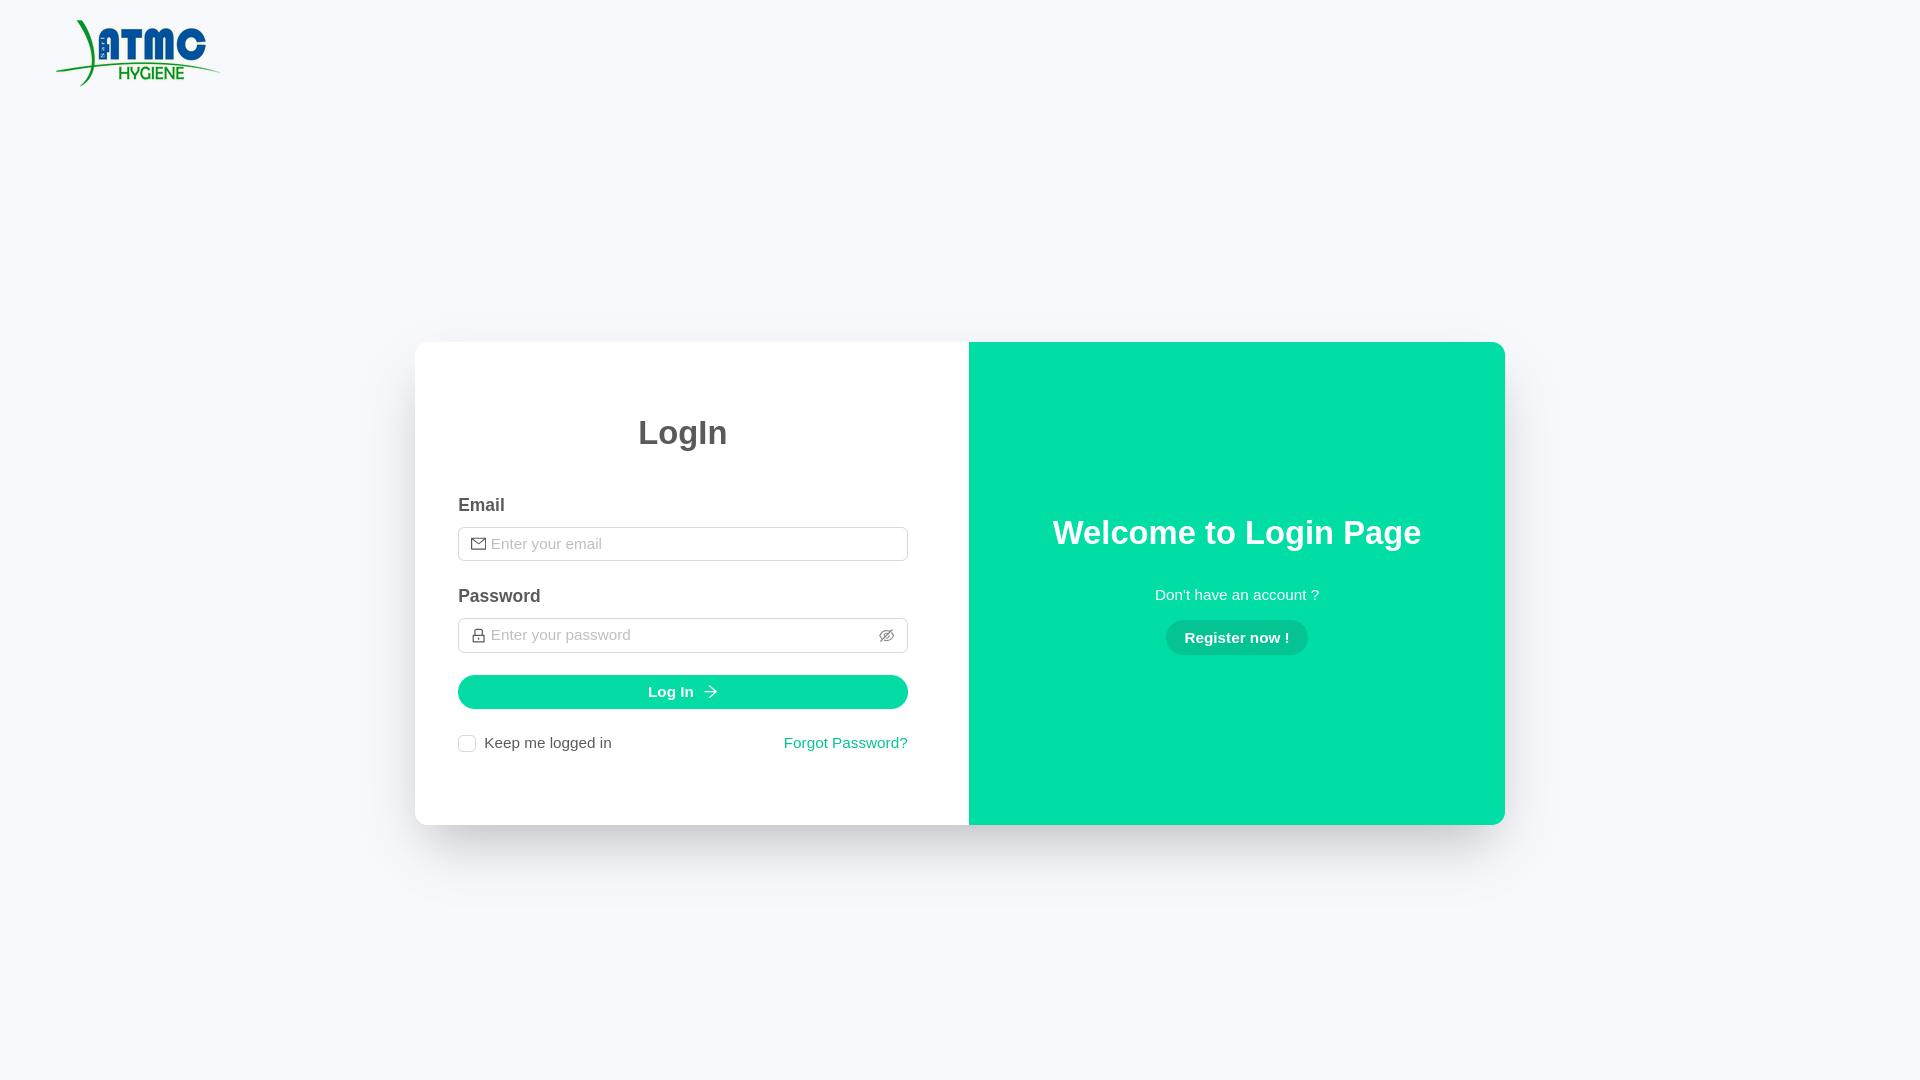 ATMC
HYGIENE
LogIn
Email
Enter your email
Password
Enter your password
Log In
Keep me logged in
Forgot Password?
Welcome to Login Page
Don't have an account ?
Register now !